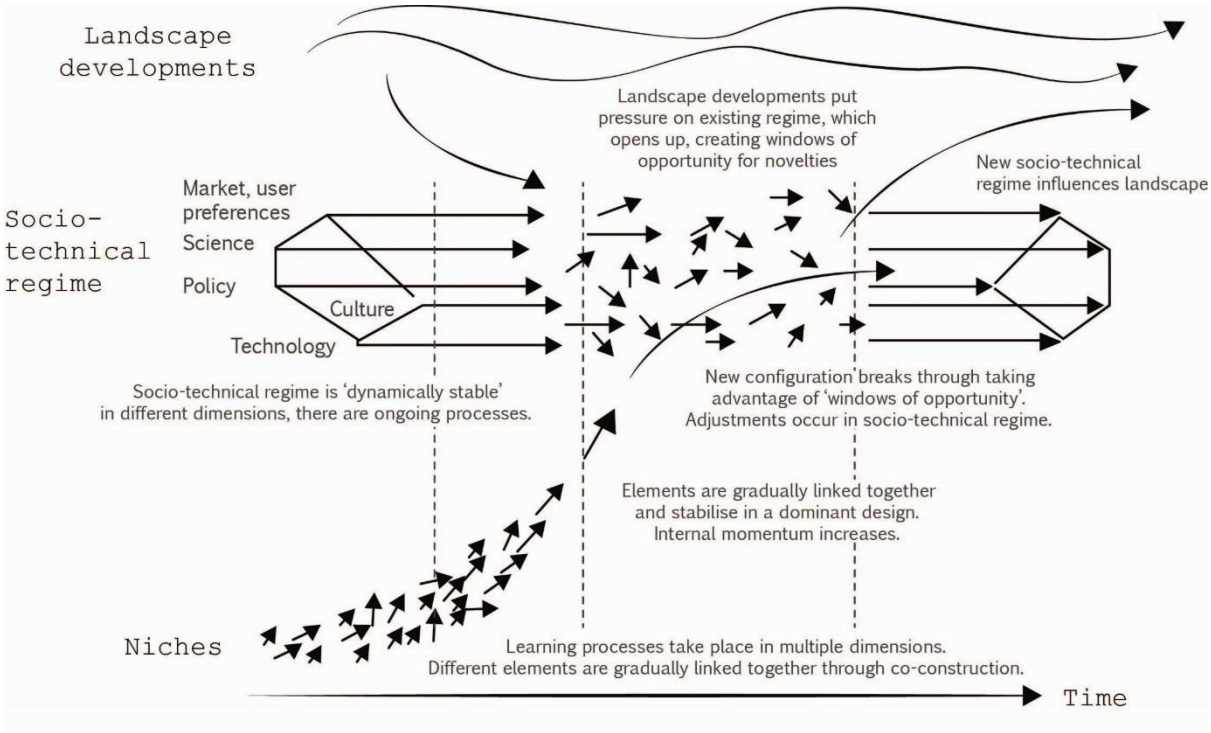 Landscape
developments
Landscape developments put
pressure on existing regime, which
opens up, creating windows of
opportunity for novelties
New socio-technical
regime influences landscape
Socio-
technical
regime
Market, user
preferences
Science
Policy
Culture
Technology
Socio-technical regime is ‘dynamically stable’
in different dimensions, there are ongoing processes.
New configuration breaks through taking
advantage of ‘windows of opportunity’.
Adjustments occur in socio-technical regime.
Elements are gradually linked together
and stabilise in a dominant design.
Internal momentum increases.
Niches
Learning processes take place in multiple dimensions.
Different elements are gradually linked together through co-construction.
Time